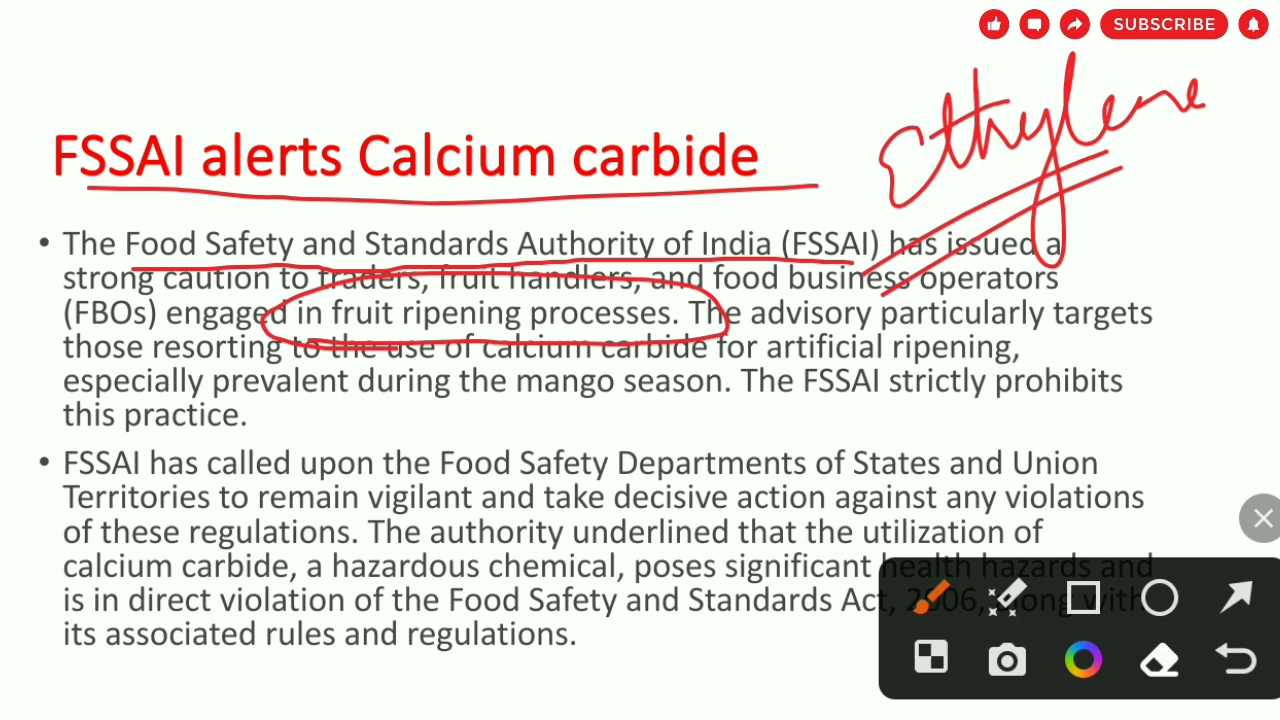 SUBSCRIBE
Ethylene
FSSAI alerts Calcium carbide
• The Food Safety and Standards Authority of India (FSSAI) has issued a
strong caution to traders, fruit handlers, and food business operators
(FBOs) engaged in fruit ripening processes. The advisory particularly targets
those resorting to the use of calcium carbide for artificial ripening,
especially prevalent during the mango season. The FSSAI strictly prohibits
this practice.
• FSSAI has called upon the Food Safety Departments of States and Union
Territories to remain vigilant and take decisive action against any violations
of these regulations. The authority underlined that the utilization of
calcium carbide, a hazardous chemical, poses significant health hazards and
is in direct violation of the Food Safety and Standards Act, 2006, along with
its associated rules and regulations.